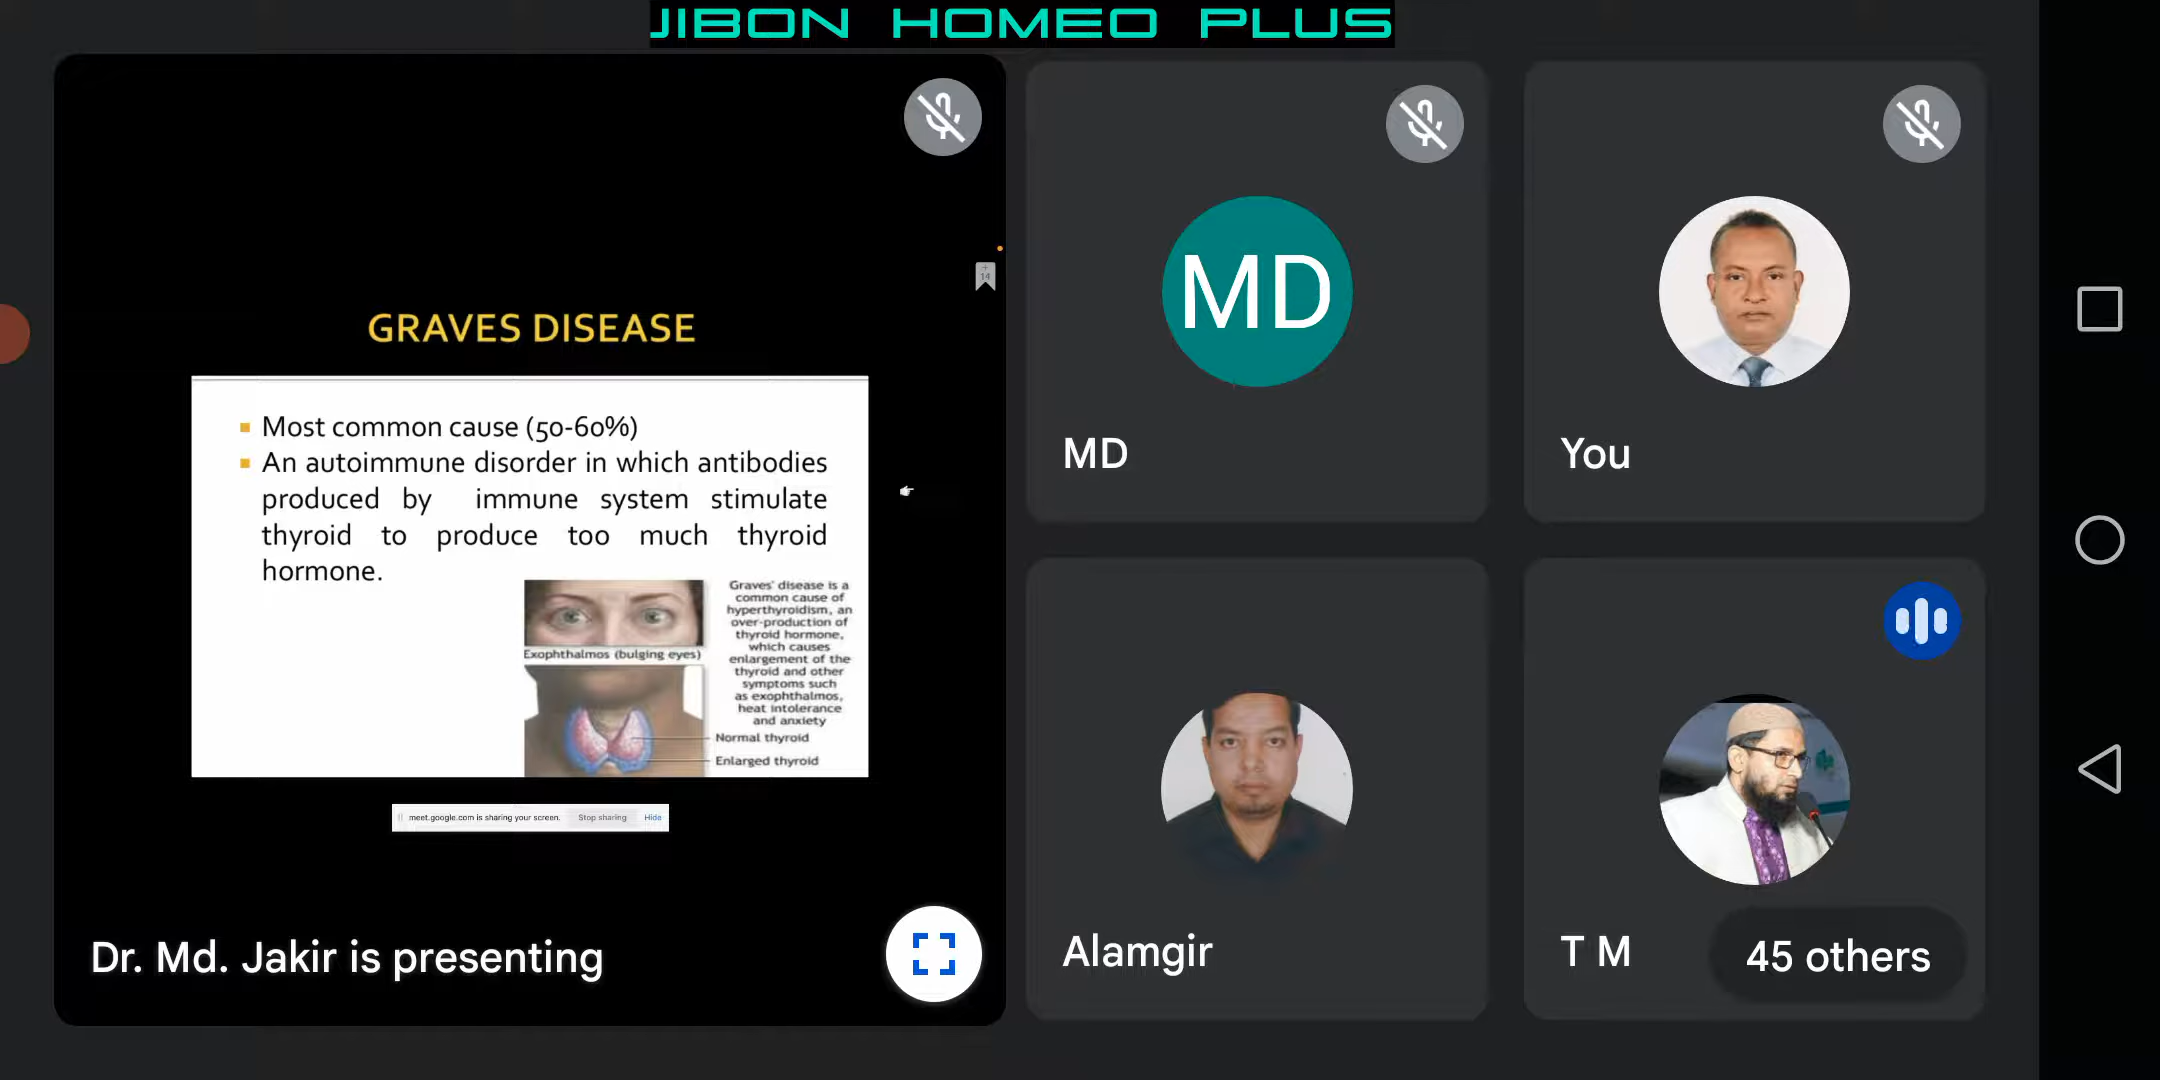 JIBON HOMEO PLUS
14
GRAVES DISEASE
Most common cause (50-60%)
An autoimmune disorder in which antibodies
produced by immune system stimulate
thyroid to produce too much thyroid
hormone.
Exophthalmos (bulging eyes)
Graves' disease is a
common cause of
hyperthyroidism, an
over-production of
thyroid hormone,
which causes
enlargement of the
thyroid and other
symptoms such
as exophthalmos,
heat intolerance
and anxiety
Normal thyroid
Enlarged thyroid
meet.google.com is sharing your screen. Stop sharing Hide
Dr. Md. Jakir is presenting
MD
MD
You
Alamgir
T M
45 others